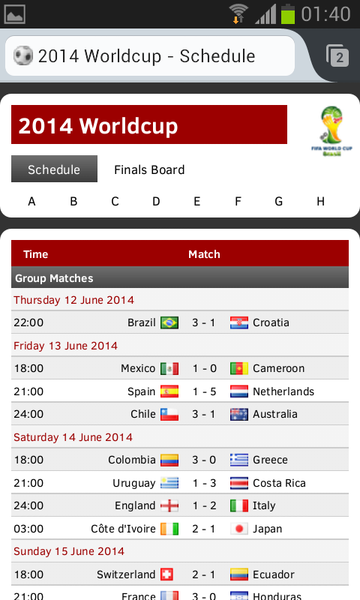 01:40
2014 Worldcup - Schedule
2
2014 Worldcup
FIFA WORLD CUP
Schedule Finals Board
A B C D E F G H
Time Match
Group Matches
Thursday 12 June 2014
22:00 Brazil 3 - 1 Croatia
Friday 13 June 2014
18:00 Mexico 1 - 0 Cameroon
21:00 Spain 1 - 5 Netherlands
24:00 Chile 3 - 1 Australia
Saturday 14 June 2014
18:00 Colombia 3 - 0 Greece
21:00 Uruguay 1 - 3 Costa Rica
24:00 England 1 - 2 Italy
03:00 Côte d'Ivoire 2 - 1 Japan
Sunday 15 June 2014
18:00 Switzerland 2 - 1 Ecuador
21:00 France 3 - 0 Honduras